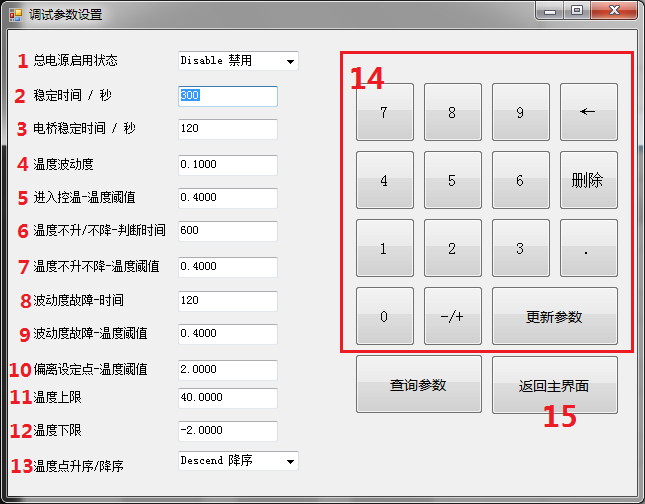 调试参数设置
1 总电源启用状态 Disable 禁用
2 稳定时间 / 秒 300
3 电桥稳定时间 / 秒 120
4 温度波动度 0.1000
5 进入控温-温度阈值 0.4000
6 温度不升/不降-判断时间 600
7 温度不升不降-温度阈值 0.4000
8 波动度故障-时间 120
9 波动度故障-温度阈值 0.4000
10 偏离设定点-温度阈值 2.0000
11 温度上限 40.0000
12 温度下限 -2.0000
13 温度点升序/降序 Descend 降序
14
7 8 9 ←
4 5 6 删除
1 2 3 .
0 -/+ 更新参数
查询参数 返回主界面
15